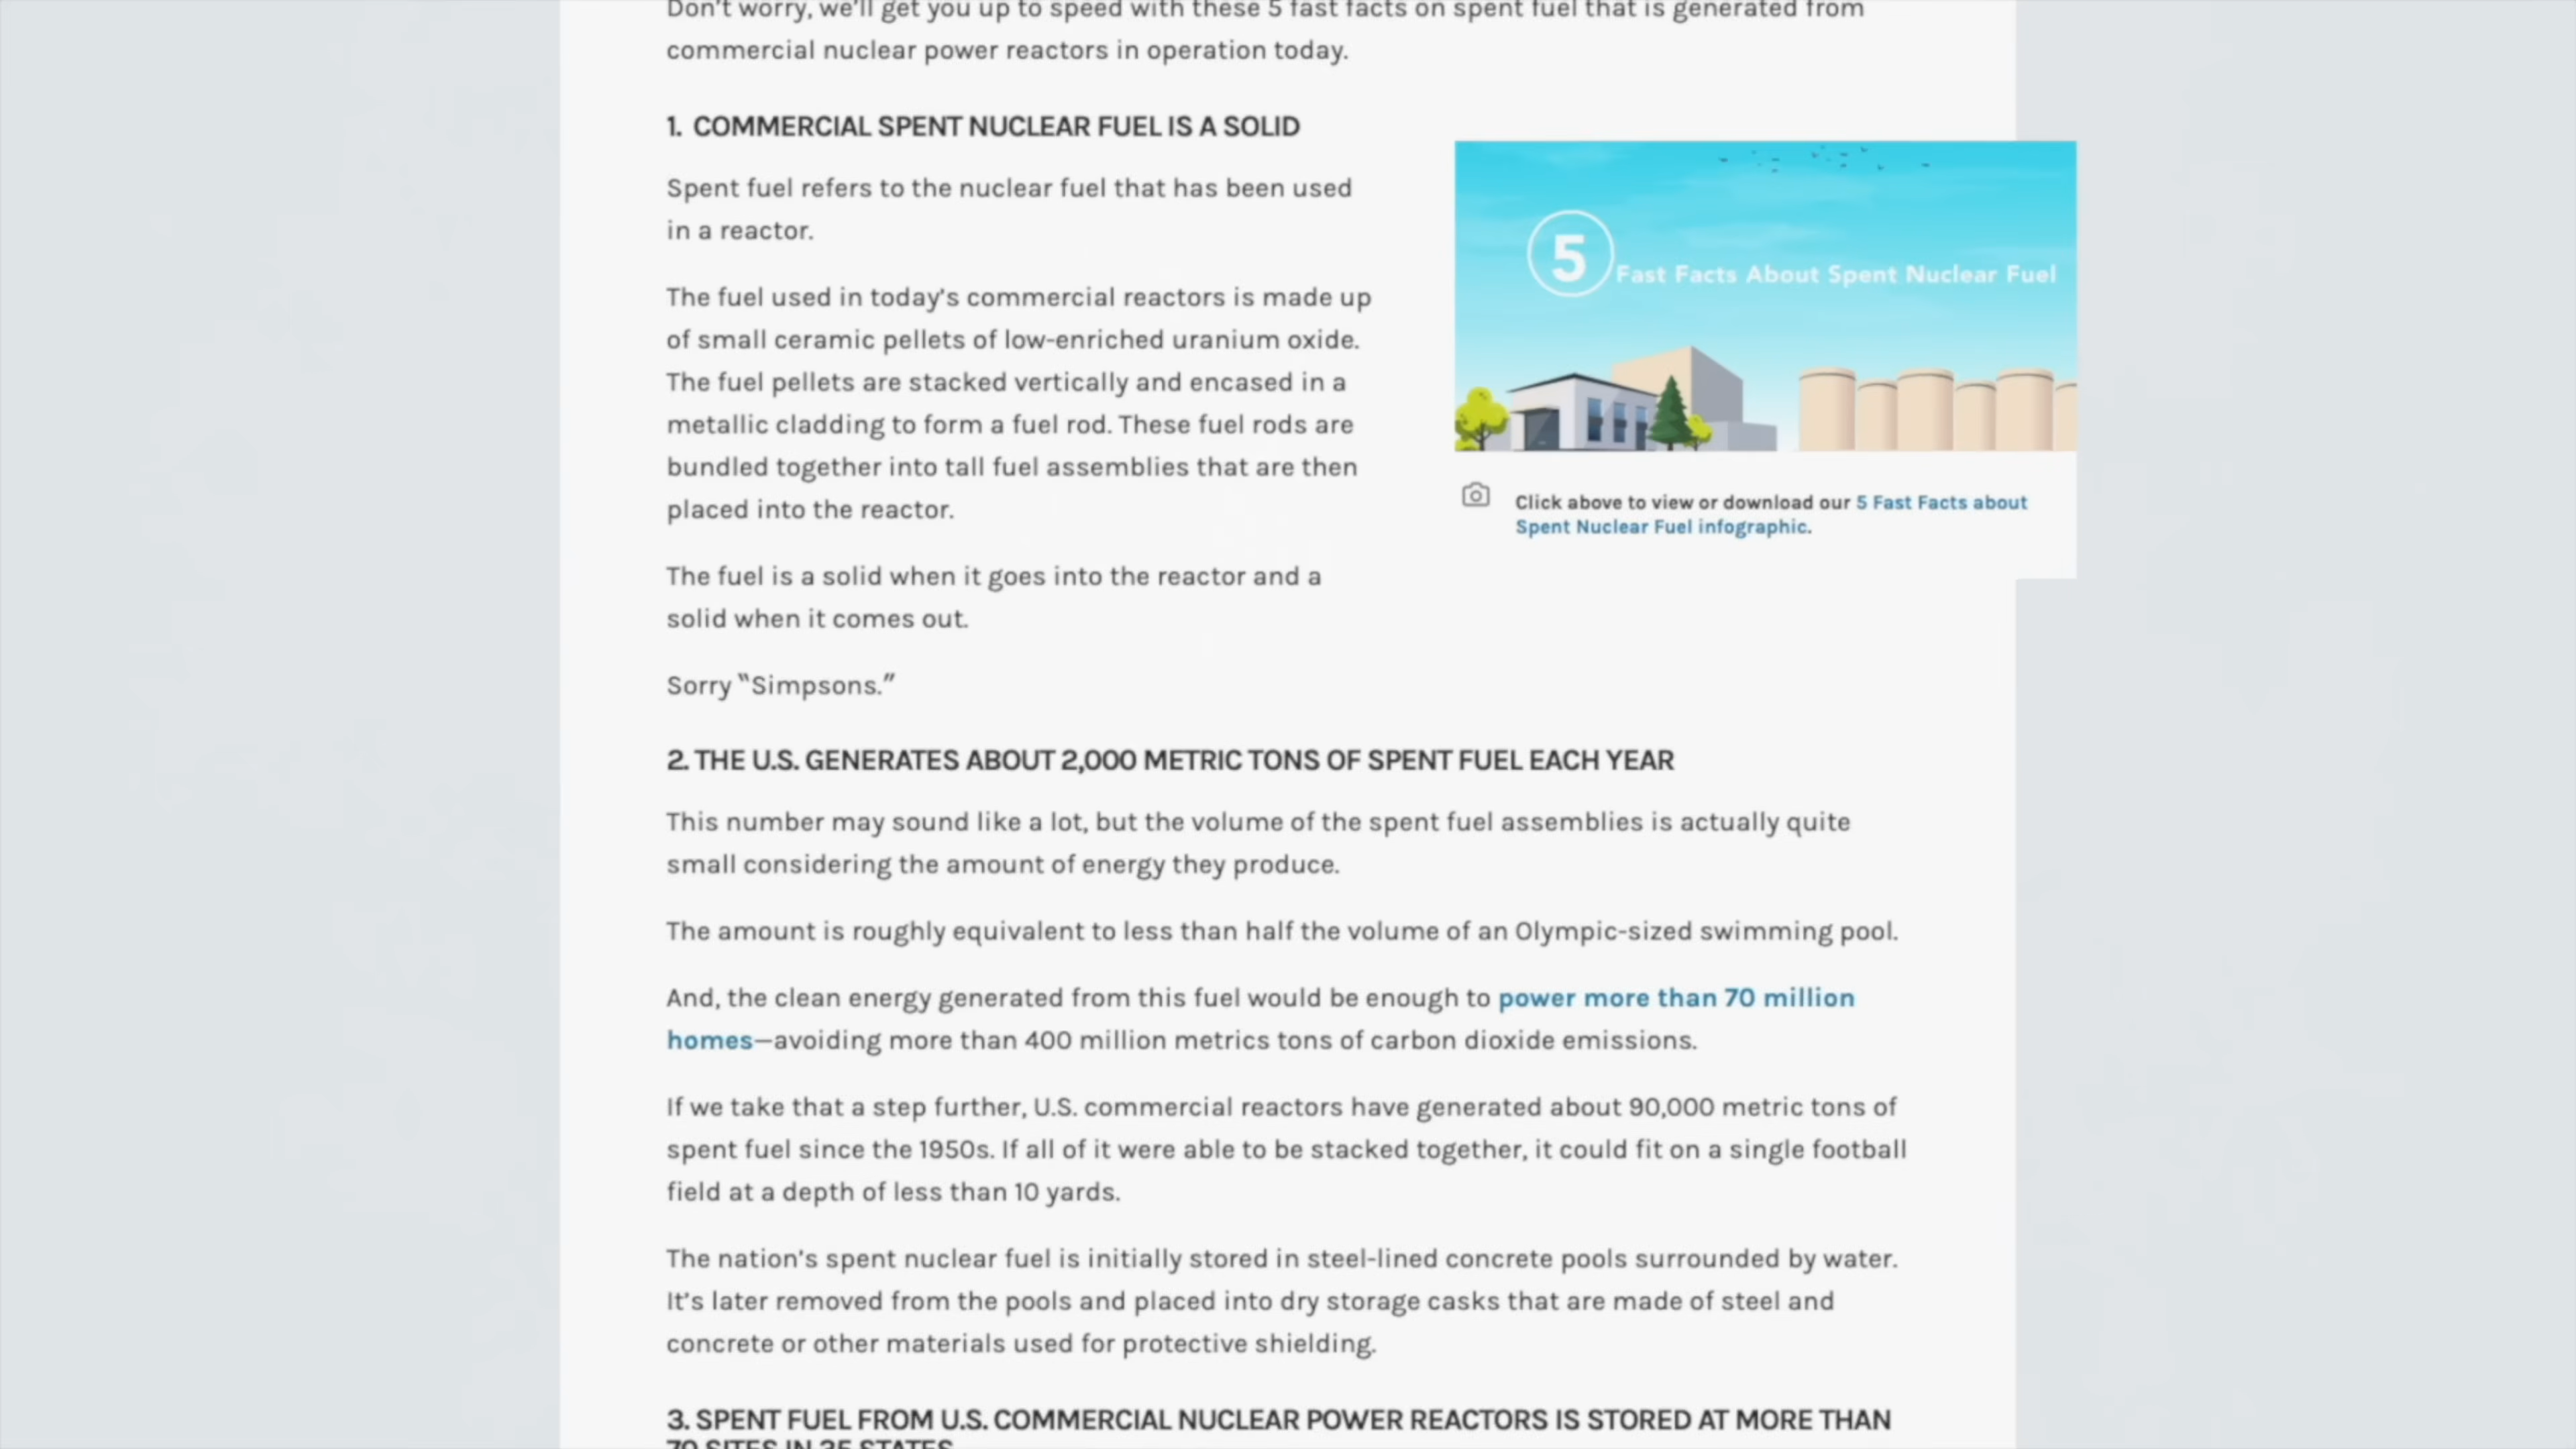 Don't worry, we'll get you up to speed with these 5 fast facts on spent fuel that is generated from
commercial nuclear power reactors in operation today.
1. COMMERCIAL SPENT NUCLEAR FUEL IS A SOLID
Spent fuel refers to the nuclear fuel that has been used
in a reactor.
The fuel used in today's commercial reactors is made up
of small ceramic pellets of low-enriched uranium oxide.
The fuel pellets are stacked vertically and encased in a
metallic cladding to form a fuel rod. These fuel rods are
bundled together into tall fuel assemblies that are then
placed into the reactor.
The fuel is a solid when it goes into the reactor and a
solid when it comes out.
Sorry "Simpsons."
5 Fast Facts About Spent Nuclear Fuel
Click above to view or download our 5 Fast Facts about
Spent Nuclear Fuel infographic.
2. THE U.S. GENERATES ABOUT 2,000 METRIC TONS OF SPENT FUEL EACH YEAR
This number may sound like a lot, but the volume of the spent fuel assemblies is actually quite
small considering the amount of energy they produce.
The amount is roughly equivalent to less than half the volume of an Olympic-sized swimming pool.
And, the clean energy generated from this fuel would be enough to power more than 70 million
homes—avoiding more than 400 million metrics tons of carbon dioxide emissions.
If we take that a step further, U.S. commercial reactors have generated about 90,000 metric tons of
spent fuel since the 1950s. If all of it were able to be stacked together, it could fit on a single football
field at a depth of less than 10 yards.
The nation's spent nuclear fuel is initially stored in steel-lined concrete pools surrounded by water.
It's later removed from the pools and placed into dry storage casks that are made of steel and
concrete or other materials used for protective shielding.
3. SPENT FUEL FROM U.S. COMMERCIAL NUCLEAR POWER REACTORS IS STORED AT MORE THAN
70 SITES IN 35 STATES